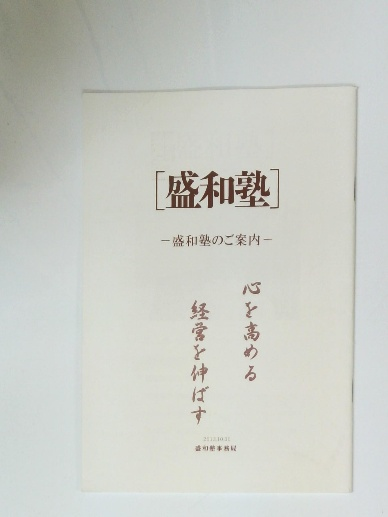 [盛和塾]
－盛和塾のご案内－
心を高める
経営を伸ばす
盛和塾事務局